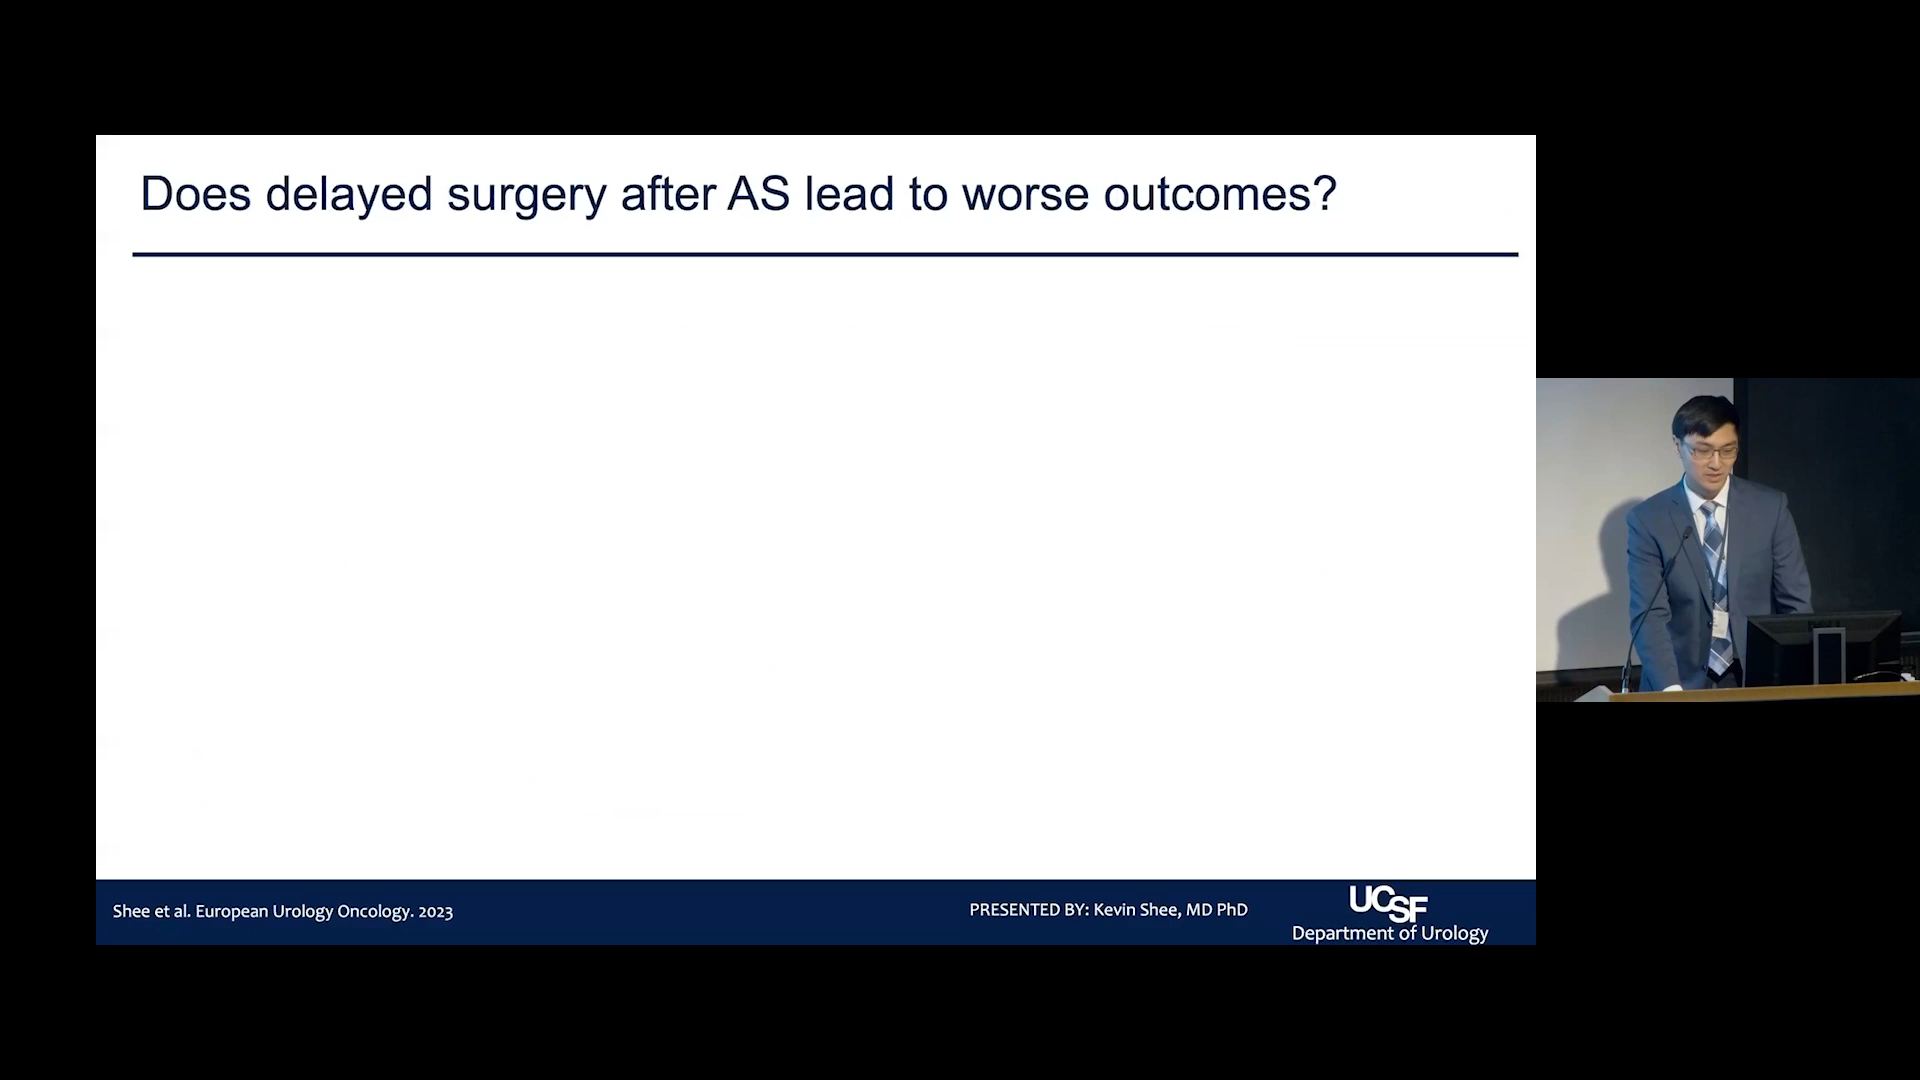 Does delayed surgery after AS lead to worse outcomes?
Shee et al. European Urology Oncology. 2023
PRESENTED BY: Kevin Shee, MD PhD
UCSF
Department of Urology